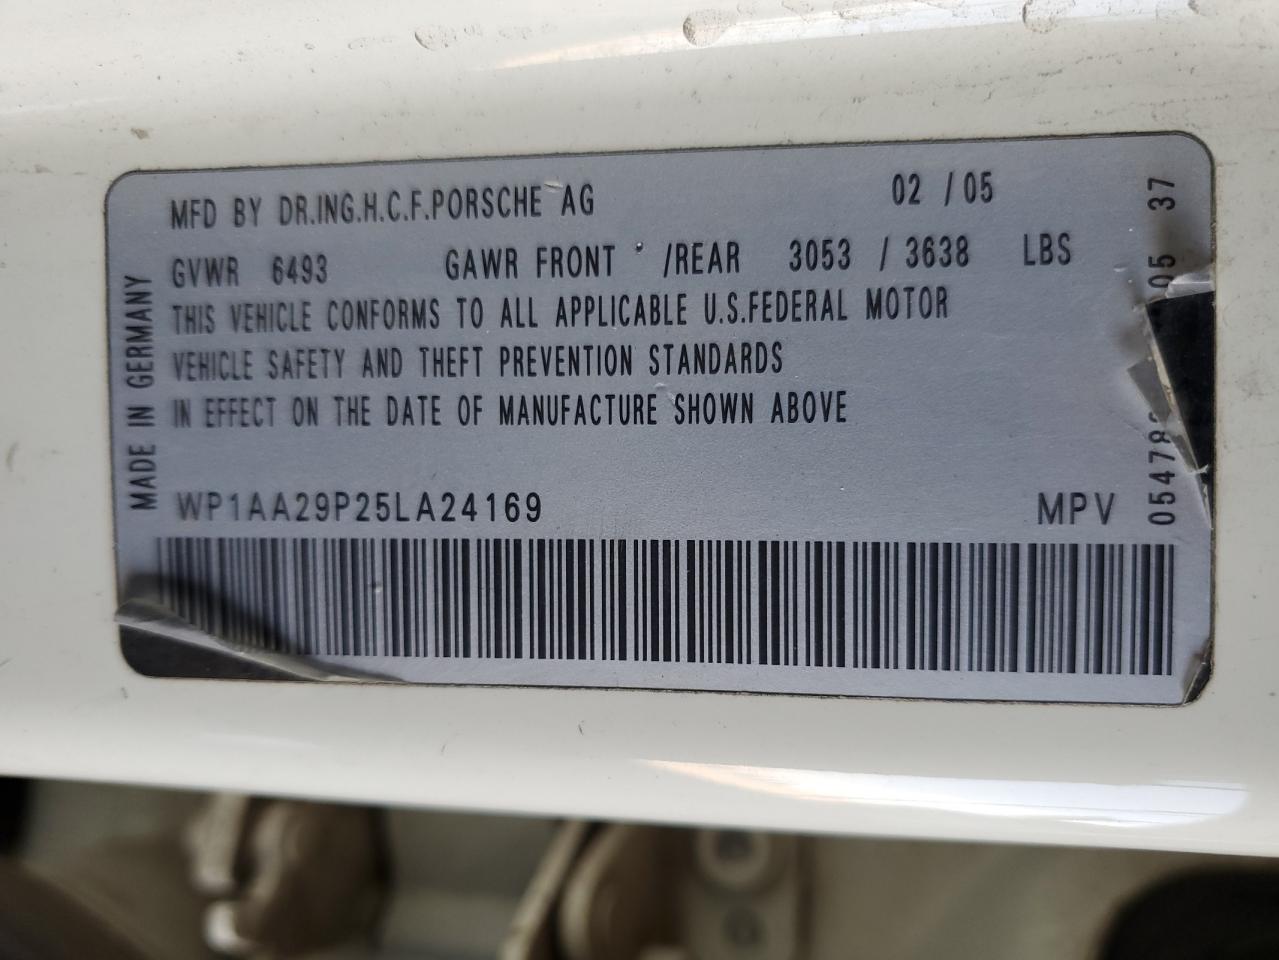 MFD BY DR.ING.H.C.F.PORSCHE AG 02 / 05
GVWR 6493 GAWR FRONT /REAR 3053 / 3638 LBS
THIS VEHICLE CONFORMS TO ALL APPLICABLE U.S.FEDERAL MOTOR
VEHICLE SAFETY AND THEFT PREVENTION STANDARDS
IN EFFECT ON THE DATE OF MANUFACTURE SHOWN ABOVE
WP1AA29P25LA24169 MPV
MADE IN GERMANY
05 37